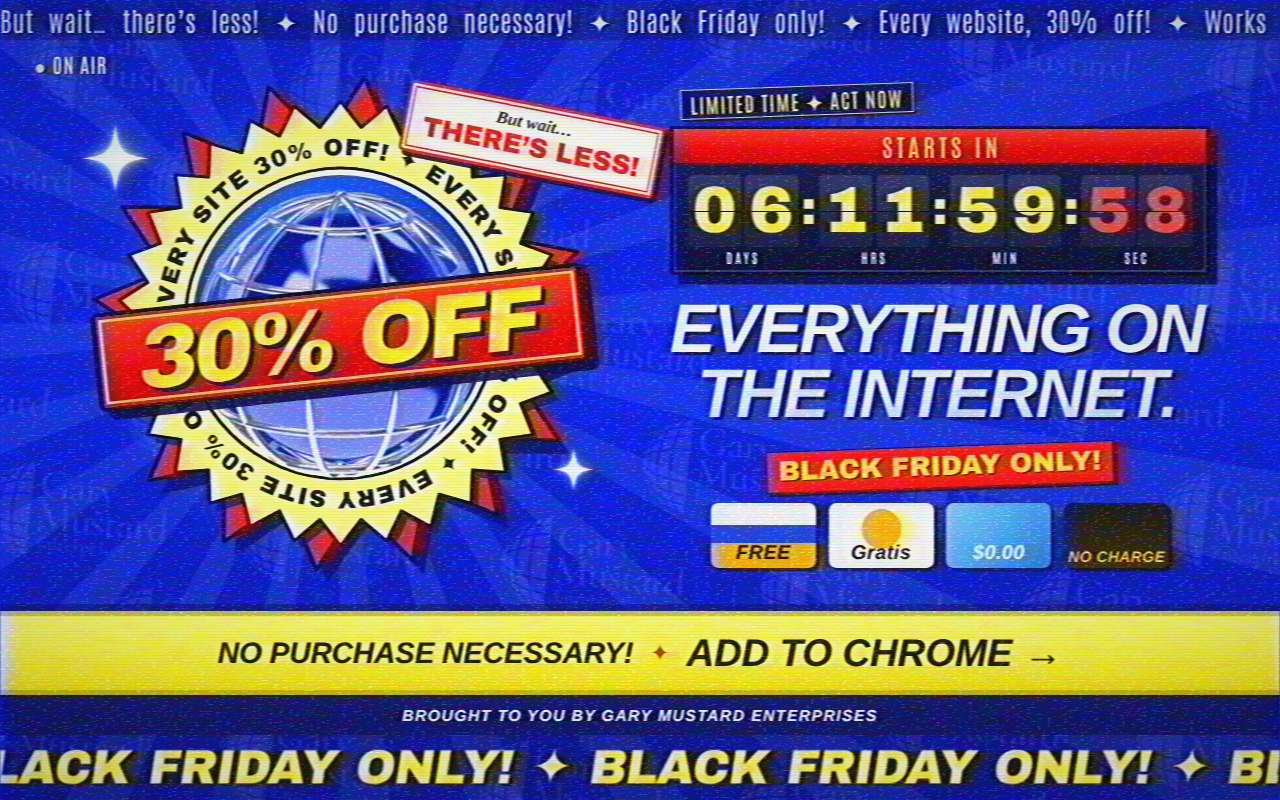 But wait… there’s less! ✦ No purchase necessary! ✦ Black Friday only! ✦ Every website, 30% off! ✦ Works
● ON AIR
But wait…
THERE’S LESS!
EVERY SITE 30% OFF! ✦ EVERY
OFF! ✦ EVERY SITE 30%
30% OFF
LIMITED TIME ✦ ACT NOW
STARTS IN
06:11:59:58
DAYS HRS MIN SEC
EVERYTHING ON
THE INTERNET.
BLACK FRIDAY ONLY!
FREE Gratis $0.00 NO CHARGE
NO PURCHASE NECESSARY! ✦ ADD TO CHROME →
BROUGHT TO YOU BY GARY MUSTARD ENTERPRISES
LACK FRIDAY ONLY! ✦ BLACK FRIDAY ONLY! ✦
Gary
Mustard